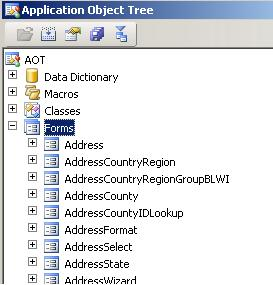 Application Object Tree
AOT
Data Dictionary
Macros
Classes
Forms
Address
AddressCountryRegion
AddressCountryRegionGroupBLWI
AddressCounty
AddressCountyIDLookup
AddressFormat
AddressSelect
AddressState
AddressWizard